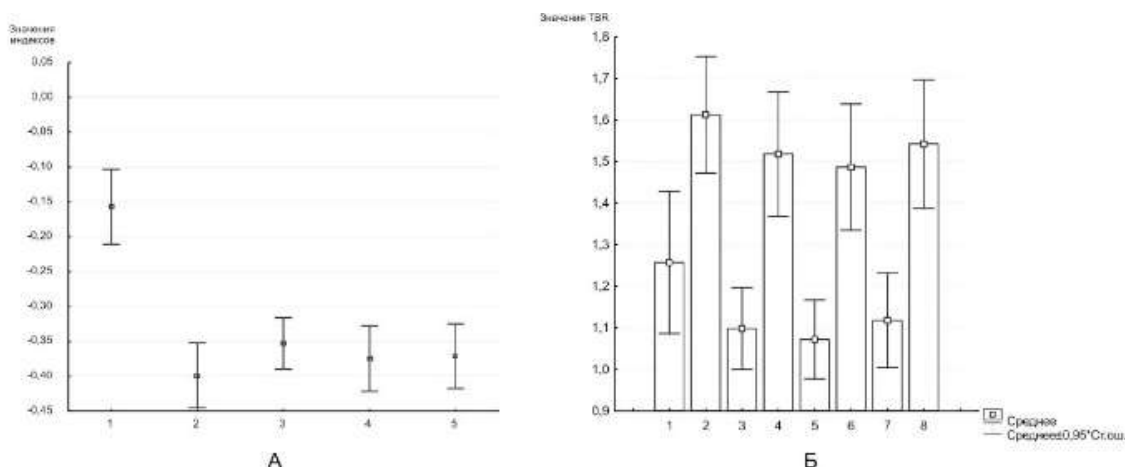 Значения
индексов
0,05
0,00
-0,05
-0,10
-0,15
-0,20
-0,25
-0,30
-0,35
-0,40
-0,45
1 2 3 4 5
А
Значения TBR
1,8
1,7
1,6
1,5
1,4
1,3
1,2
1,1
1,0
0,9
1 2 3 4 5 6 7 8
Среднее
Среднее±0,95*Ст.ош.
Б